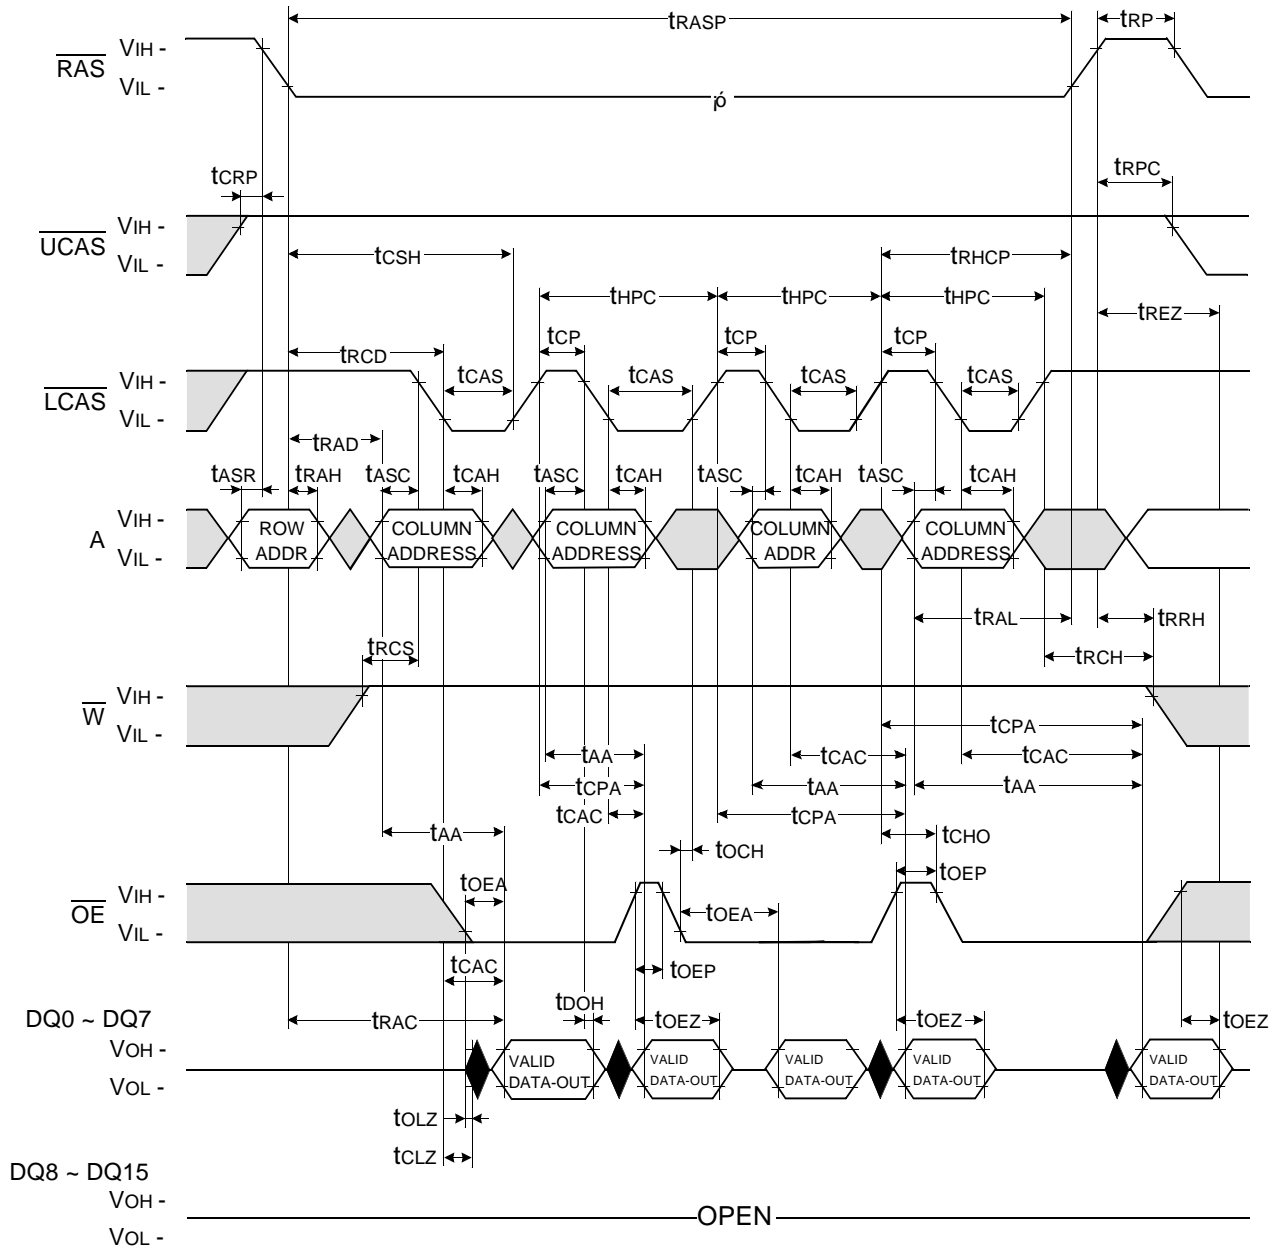 tRASP
tRP
RAS
VIH -
VIL -
ό
tCRP
tRPC
UCAS
VIH -
VIL -
tCSH
tRHCP
tHPC
tHPC
tHPC
tREZ
tRCD
tCP
tCP
tCP
tCAS
tCAS
tCAS
tCAS
LCAS
VIH -
VIL -
tRAD
tASR
tRAH
tASC
tCAH
tASC
tCAH
tASC
tCAH
tASC
tCAH
A
VIH -
VIL -
ROW
ADDR
COLUMN
ADDRESS
COLUMN
ADDRESS
COLUMN
ADDR
COLUMN
ADDRESS
tRAL
tRRH
tRCS
tRCH
W
VIH -
VIL -
tCPA
tAA
tCAC
tCAC
tCPA
tAA
tAA
tCAC
tCPA
tAA
tOCH
tCHO
tOEA
tOEP
OE
VIH -
VIL -
tOEA
tCAC
tOEP
tDOH
DQ0 ~ DQ7
tRAC
tOEZ
tOEZ
tOEZ
VOH -
VOL -
VALID
DATA-OUT
VALID
DATA-OUT
VALID
DATA-OUT
VALID
DATA-OUT
VALID
DATA-OUT
tOLZ
tCLZ
DQ8 ~ DQ15
VOH -
VOL -
OPEN